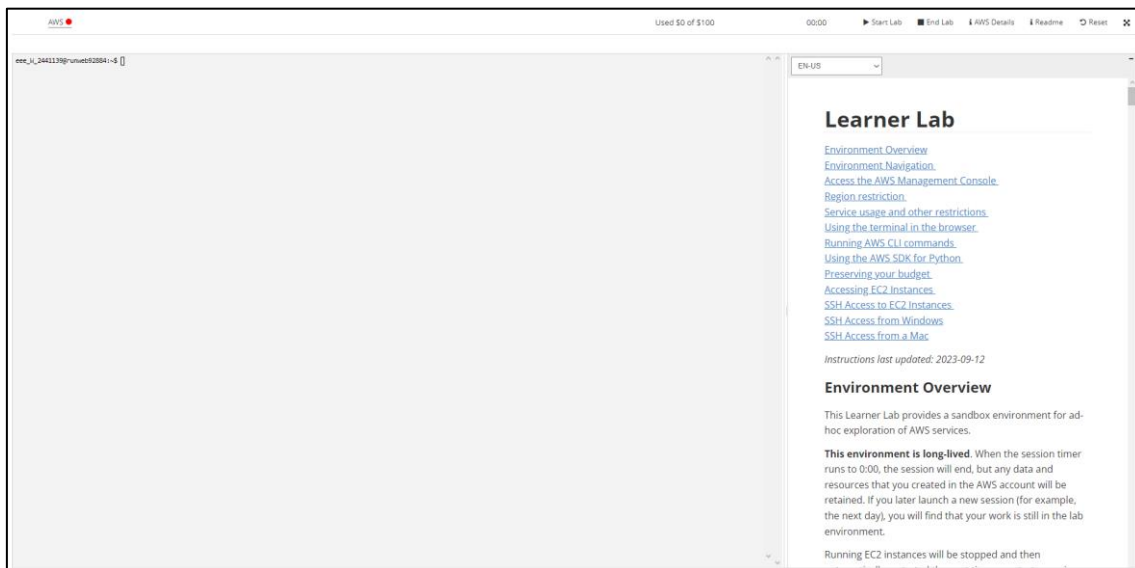 AWS
Used $0 of $100
00:00
Start Lab
End Lab
AWS Details
Readme
Reset
EN-US
Learner Lab
Environment Overview
Environment Navigation
Access the AWS Management Console
Region restriction
Service usage and other restrictions
Using the terminal in the browser
Running AWS CLI commands
Using the AWS SDK for Python
Preserving your budget
Accessing EC2 Instances
SSH Access to EC2 Instances
SSH Access from Windows
SSH Access from a Mac
Instructions last updated: 2023-09-12
Environment Overview
This Learner Lab provides a sandbox environment for ad-
hoc exploration of AWS services.
This environment is long-lived. When the session timer
runs to 0:00, the session will end, but any data and
resources that you created in the AWS account will be
retained. If you later launch a new session (for example,
the next day), you will find that your work is still in the lab
environment.
Running EC2 instances will be stopped and then